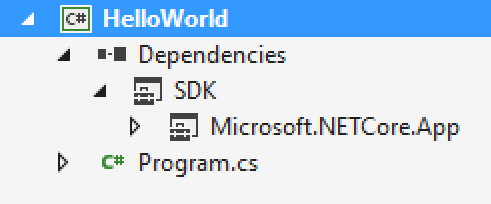 C# HelloWorld
Dependencies
SDK
Microsoft.NETCore.App
C# Program.cs